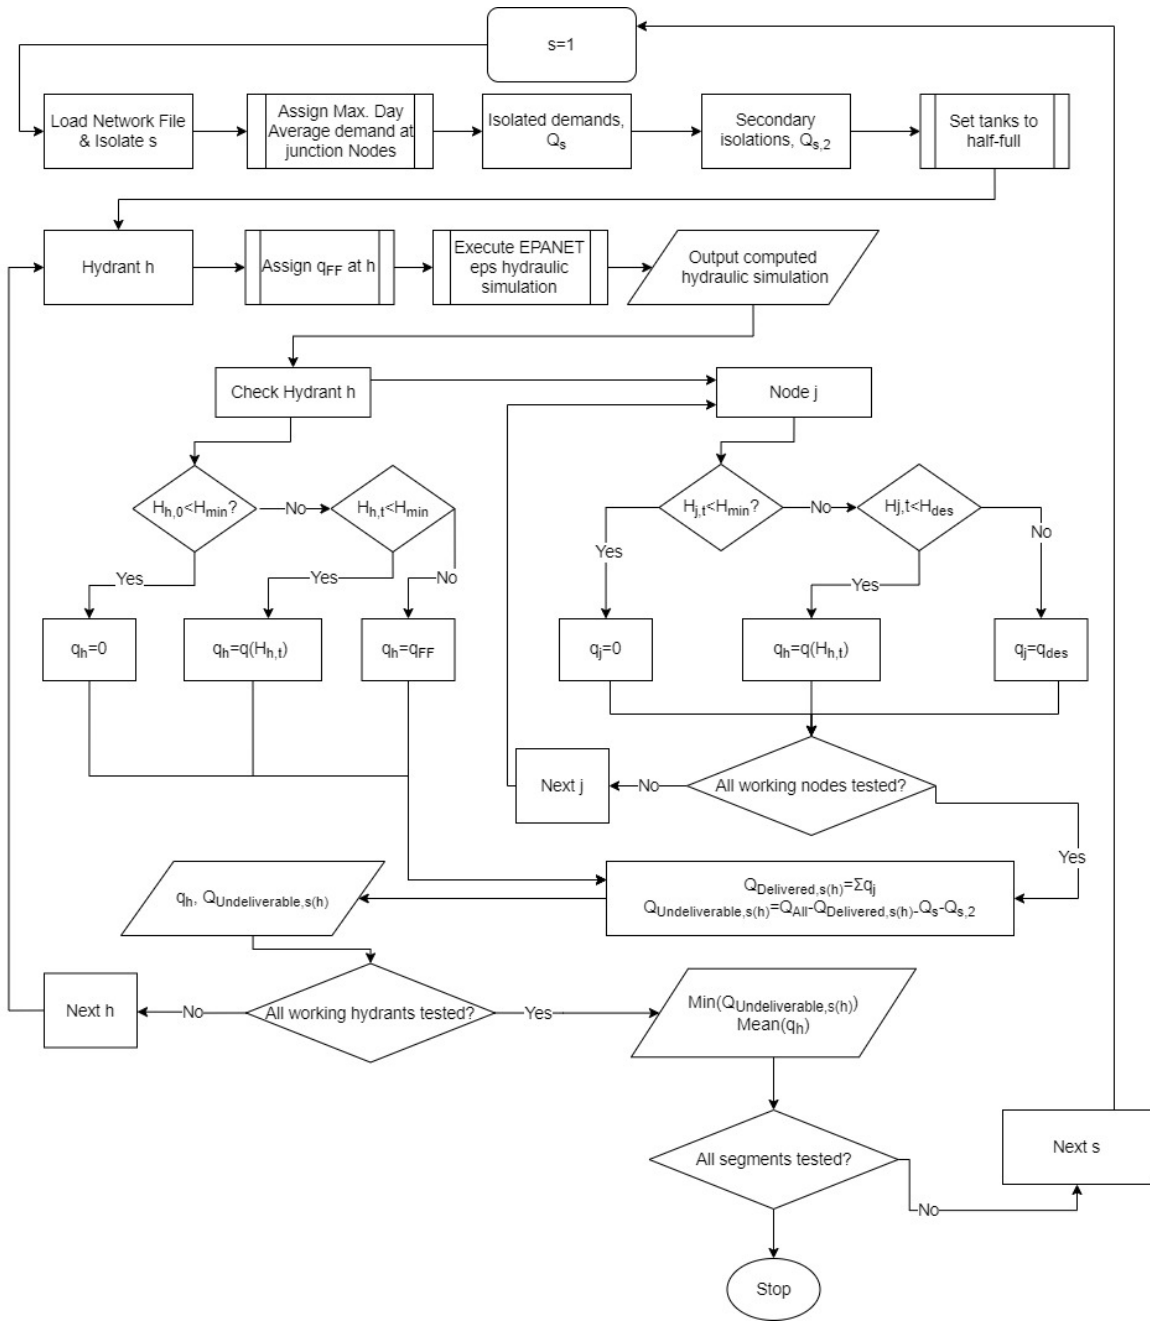 s=1
Load Network File
& Isolate s
Assign Max. Day
Average demand at
junction Nodes
Isolated demands,
Qs
Secondary
isolations, Qs,2
Set tanks to
half-full
Hydrant h
Assign qFF at h
Execute EPANET
eps hydraulic
simulation
Output computed
hydraulic simulation
Check Hydrant h
Node j
Hh,0<Hmin?
No
Hh,t<Hmin
Hj,t<Hmin?
No
Hj,t<Hdes
Yes
Yes
No
Yes
Yes
No
qh=0
qh=q(Hh,t)
qh=qFF
qj=0
qh=q(Hh,t)
qj=qdes
Next j
No
All working nodes tested?
Yes
qh, QUndeliverable,s(h)
QDelivered,s(h)=Σqj
QUndeliverable,s(h)=QAll-QDelivered,s(h)-Qs-Qs,2
Next h
No
All working hydrants tested?
Yes
Min(QUndeliverable,s(h))
Mean(qh)
All segments tested?
No
Next s
Stop